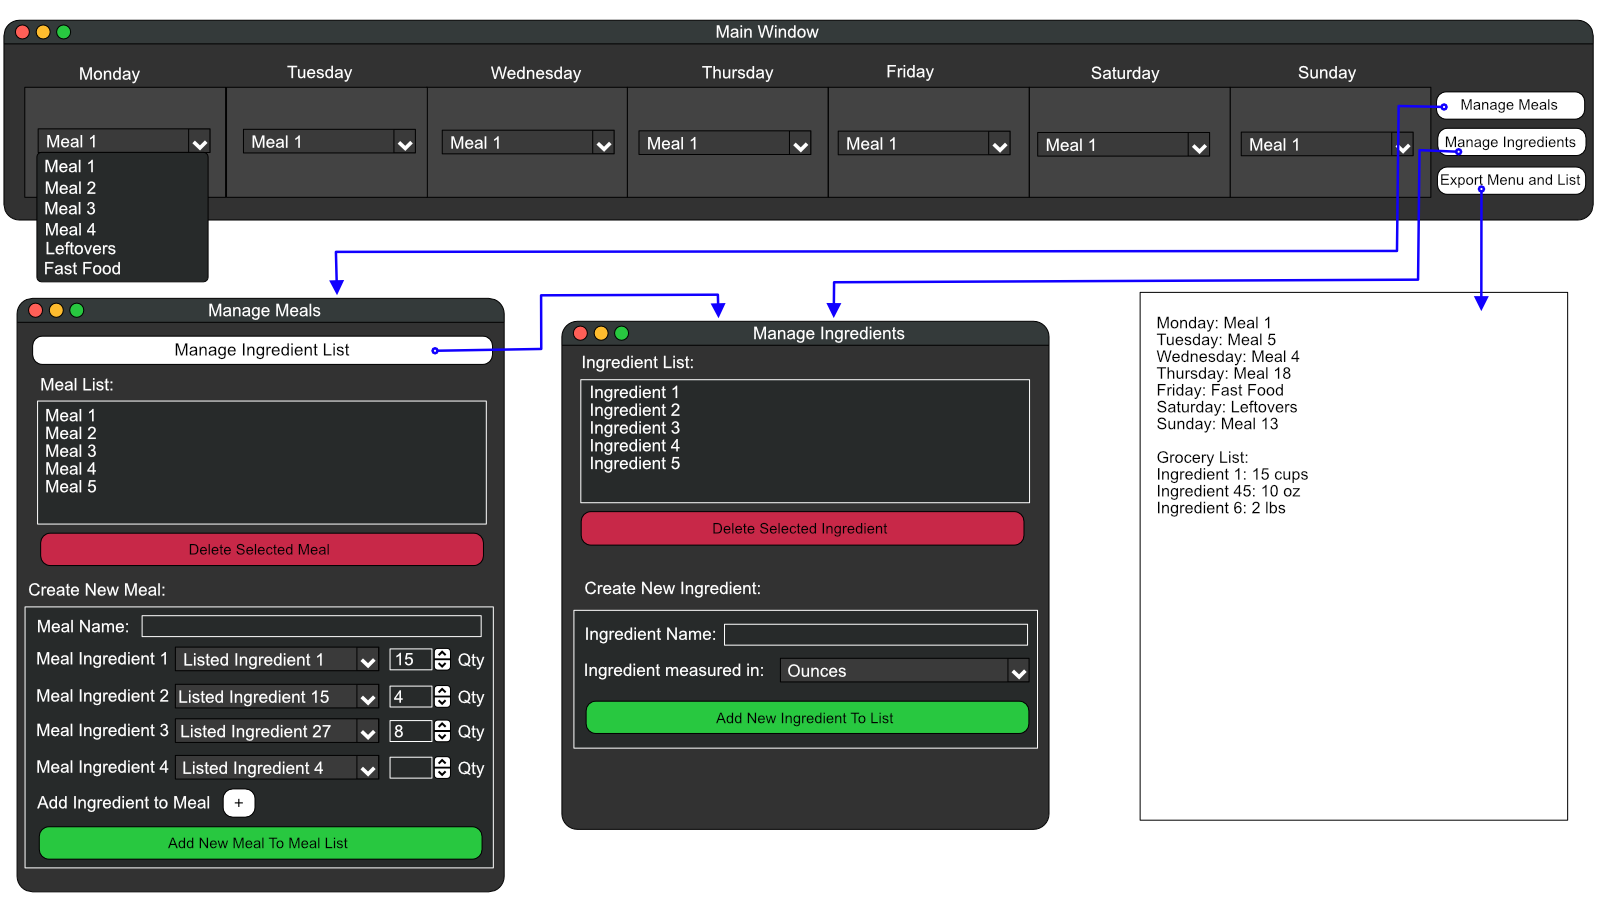 Main Window
Monday
Tuesday
Wednesday
Thursday
Friday
Saturday
Sunday
Meal 1
Meal 1
Meal 1
Meal 1
Meal 1
Meal 1
Meal 1
Meal 1
Meal 2
Meal 3
Meal 4
Leftovers
Fast Food
Manage Meals
Manage Ingredients
Export Menu and List
Manage Meals
Manage Ingredient List
Meal List:
Meal 1
Meal 2
Meal 3
Meal 4
Meal 5
Delete Selected Meal
Create New Meal:
Meal Name:
Meal Ingredient 1 Listed Ingredient 1 15 Qty
Meal Ingredient 2 Listed Ingredient 15 4 Qty
Meal Ingredient 3 Listed Ingredient 27 8 Qty
Meal Ingredient 4 Listed Ingredient 4 Qty
Add Ingredient to Meal +
Add New Meal To Meal List
Manage Ingredients
Ingredient List:
Ingredient 1
Ingredient 2
Ingredient 3
Ingredient 4
Ingredient 5
Delete Selected Ingredient
Create New Ingredient:
Ingredient Name:
Ingredient measured in: Ounces
Add New Ingredient To List
Monday: Meal 1
Tuesday: Meal 5
Wednesday: Meal 4
Thursday: Meal 18
Friday: Fast Food
Saturday: Leftovers
Sunday: Meal 13
Grocery List:
Ingredient 1: 15 cups
Ingredient 45: 10 oz
Ingredient 6: 2 lbs